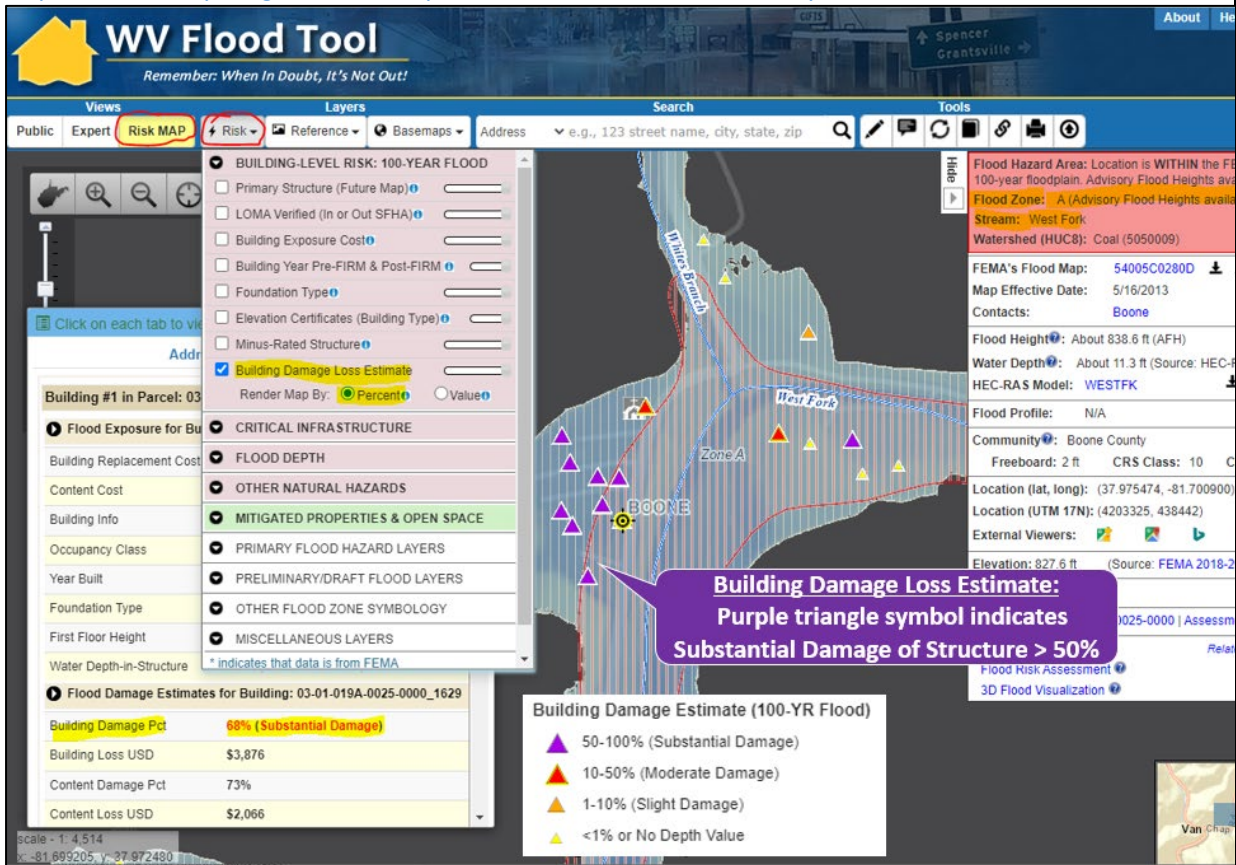 WV Flood Tool
Remember: When In Doubt, It's Not Out!
GIFTS
Spencer
Grantsville
About
Views
Layers
Search
Tools
Public Expert Risk MAP
Risk Reference Basemaps
Address e.g., 123 street name, city, state, zip
BUILDING-LEVEL RISK: 100-YEAR FLOOD
Primary Structure (Future Map)
LOMA Verified (In or Out SFHA)
Building Exposure Cost
Building Year Pre-FIRM & Post-FIRM
Foundation Type
Elevation Certificates (Building Type)
Minus-Rated Structure
Building Damage Loss Estimate
Render Map By: Percent Value
CRITICAL INFRASTRUCTURE
FLOOD DEPTH
OTHER NATURAL HAZARDS
MITIGATED PROPERTIES & OPEN SPACE
PRIMARY FLOOD HAZARD LAYERS
PRELIMINARY/DRAFT FLOOD LAYERS
OTHER FLOOD ZONE SYMBOLOGY
MISCELLANEOUS LAYERS
* indicates that data is from FEMA
Click on each tab to
Building #1 in Parcel: 03
Flood Exposure for
Building Replacement Cost
Content Cost
Building Info
Occupancy Class
Year Built
Foundation Type
First Floor Height
Water Depth-in-Structure
Flood Damage Estimates for Building: 03-01-019A-0025-0000_1629
Building Damage Pct 68% (Substantial Damage)
Building Loss USD $3,876
Content Damage Pct 73%
Content Loss USD $2,066
scale - 1: 4,514
x: -81.699205, y: 37.972480
Whites Branch
West Fork
Zone A
BOONE
Building Damage Loss Estimate:
Purple triangle symbol indicates
Substantial Damage of Structure > 50%
Building Damage Estimate (100-YR Flood)
50-100% (Substantial Damage)
10-50% (Moderate Damage)
1-10% (Slight Damage)
<1% or No Depth Value
Hide
Flood Hazard Area: Location is WITHIN the
100-year floodplain. Advisory Flood Heights
Flood Zone: A (Advisory Flood Heights
Stream: West Fork
Watershed (HUC8): Coal (5050009)
FEMA's Flood Map: 54005C0280D
Map Effective Date: 5/16/2013
Contacts: Boone
Flood Height: About 838.6 ft (AFH)
Water Depth: About 11.3 ft (Source:
HEC-RAS Model: WESTFK
Flood Profile: N/A
Community: Boone County
Freeboard: 2 ft CRS Class: 10
Location (lat, long): (37.975474, -81.700900)
Location (UTM 17N): (4203325, 438442)
External Viewers:
Elevation: 827.6 ft (Source: FEMA
0025-0000 |
Flood Risk Assessment
3D Flood Visualization
Van